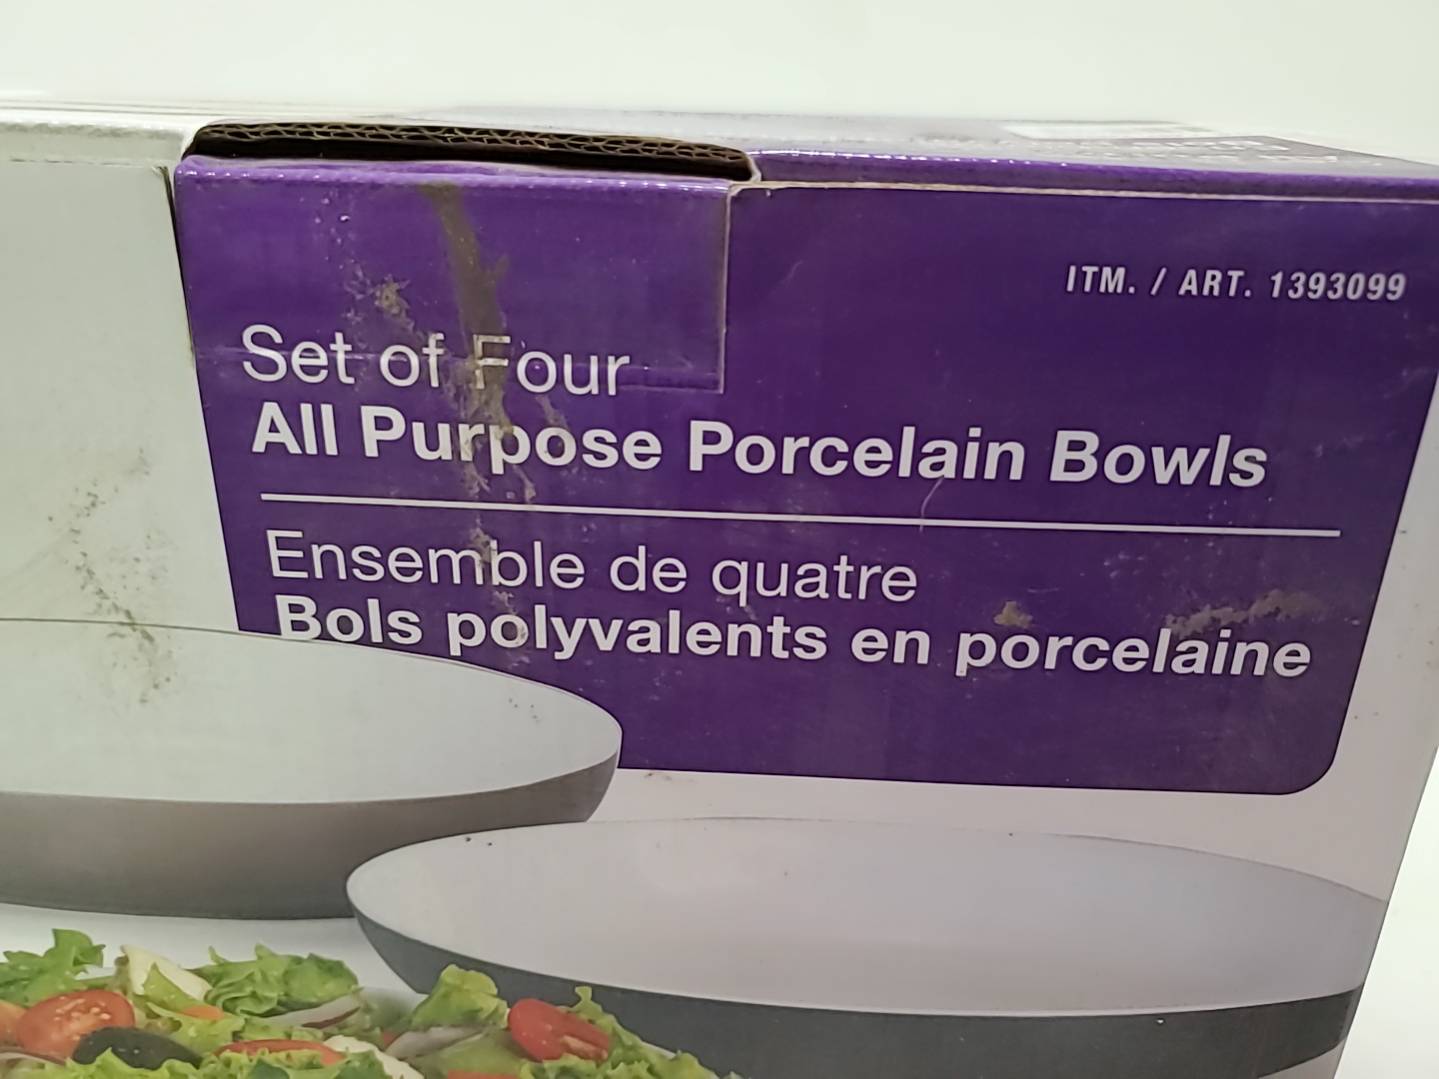 ITM. / ART. 1393099
Set of Four
All Purpose Porcelain Bowls
Ensemble de quatre
Bols polyvalents en porcelaine